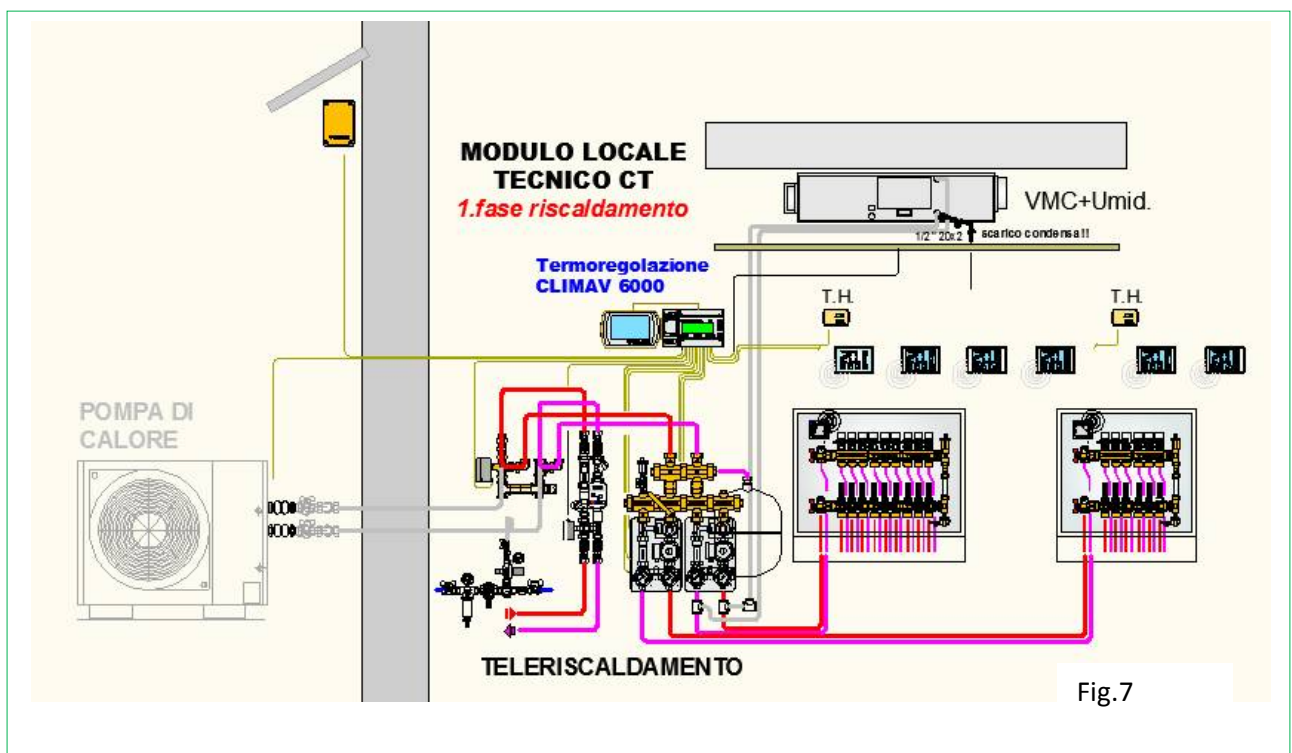 MODULO LOCALE
TECNICO CT
1.fase riscaldamento
VMC+Umid.
1/2" 20x2
scarico condensa!!
Termoregolazione
CLIMAV 6000
T.H.
T.H.
POMPA DI
CALORE
TELERISCALDAMENTO
Fig.7